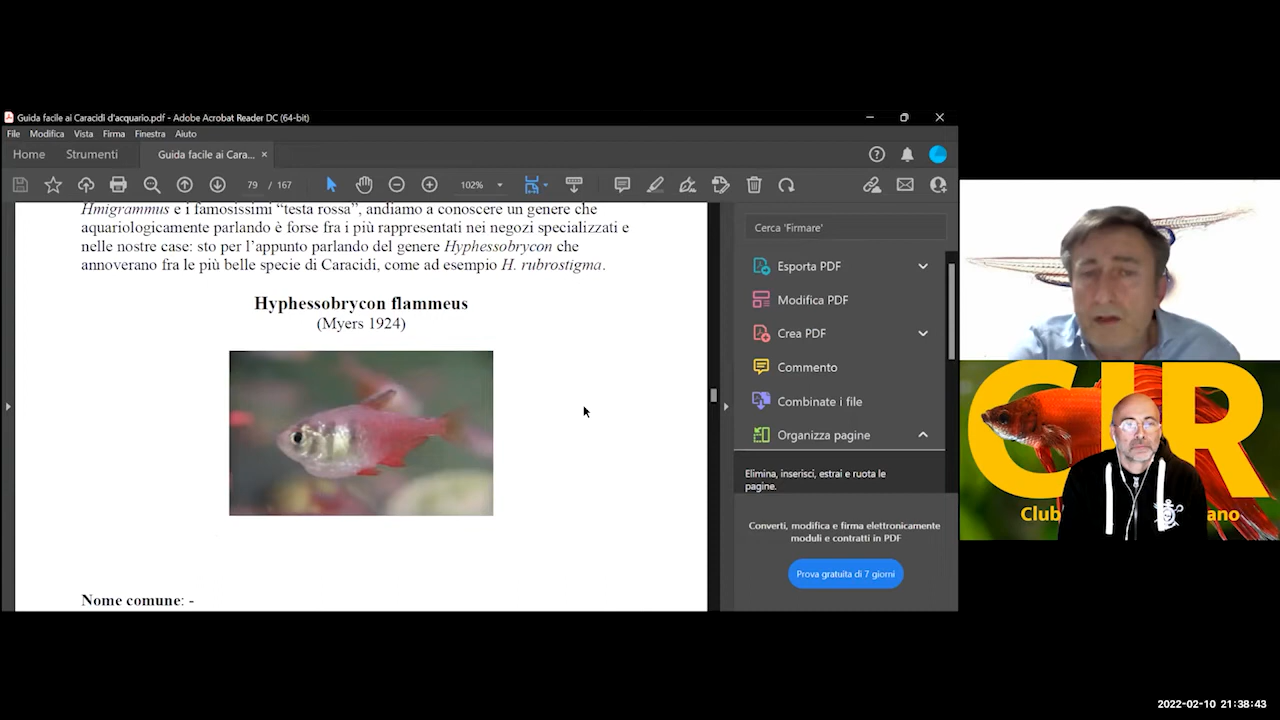 Guida facile ai Caracidi d'acquario.pdf - Adobe Acrobat Reader DC (64-bit)
File Modifica Vista Firma Finestra Aiuto
Home Strumenti Guida facile ai Cara... ×
79 / 167 102%
Hmigrammus e i famosissimi “testa rossa”, andiamo a conoscere un genere che
aquariologicamente parlando è forse fra i più rappresentati nei negozi specializzati e
nelle nostre case: sto per l’appunto parlando del genere Hyphessobrycon che
annoverano fra le più belle specie di Caracidi, come ad esempio H. rubrostigma.
Hyphessobrycon flammeus
(Myers 1924)
Nome comune: -
Cerca 'Firmare'
Esporta PDF
Modifica PDF
Crea PDF
Commento
Combinate i file
Organizza pagine
Elimina, inserisci, estrai e ruota le
pagine.
Converti, modifica e firma elettronicamente
moduli e contratti in PDF
Prova gratuita di 7 giorni
CIR
Club ano
2022-02-10 21:38:43